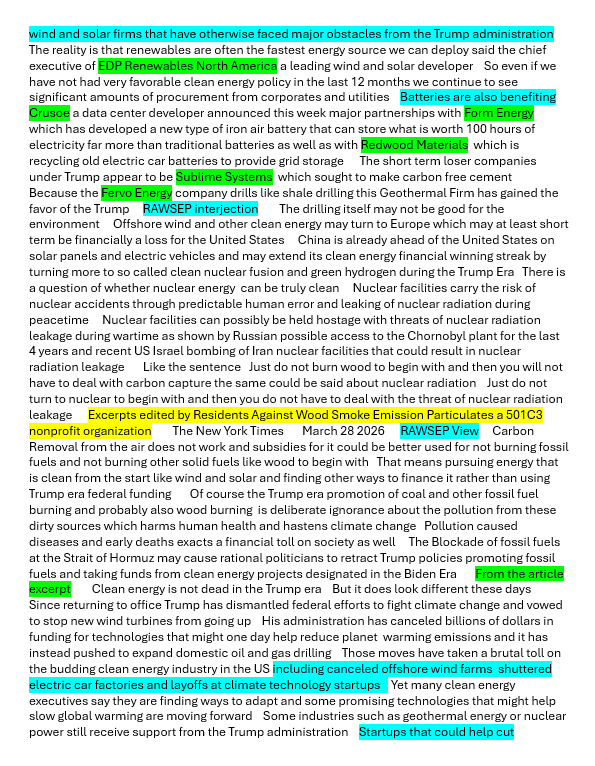 wind and solar firms that have otherwise faced major obstacles from the Trump administration
The reality is that renewables are often the fastest energy source we can deploy said the chief
executive of EDP Renewables North America a leading wind and solar developer So even if we
have not had very favorable clean energy policy in the last 12 months we continue to see
significant amounts of procurement from corporates and utilities Batteries are also benefiting
Crusoe a data center developer announced this week major partnerships with Form Energy
which has developed a new type of iron air battery that can store what is worth 100 hours of
electricity far more than traditional batteries as well as with Redwood Materials which is
recycling old electric car batteries to provide grid storage The short term loser companies
under Trump appear to be Sublime Systems which sought to make carbon free cement
Because the Fervo Energy company drills like shale drilling this Geothermal Firm has gained the
favor of the Trump RAWSEP interjection The drilling itself may not be good for the
environment Offshore wind and other clean energy may turn to Europe which may at least short
term be financially a loss for the United States China is already ahead of the United States on
solar panels and electric vehicles and may extend its clean energy financial winning streak by
turning more to so called clean nuclear fusion and green hydrogen during the Trump Era There is
a question of whether nuclear energy can be truly clean Nuclear facilities carry the risk of
nuclear accidents through predictable human error and leaking of nuclear radiation during
peacetime Nuclear facilities can possibly be held hostage with threats of nuclear radiation
leakage during wartime as shown by Russian possible access to the Chornobyl plant for the last
4 years and recent US Israel bombing of Iran nuclear facilities that could result in nuclear
radiation leakage Like the sentence Just do not burn wood to begin with and then you will not
have to deal with carbon capture the same could be said about nuclear radiation Just do not
turn to nuclear to begin with and then you do not have to deal with the threat of nuclear radiation
leakage Excerpts edited by Residents Against Wood Smoke Emission Particulates a 501C3
nonprofit organization The New York Times March 28 2026 RAWSEP View Carbon
Removal from the air does not work and subsidies for it could be better used for not burning fossil
fuels and not burning other solid fuels like wood to begin with That means pursuing energy that
is clean from the start like wind and solar and finding other ways to finance it rather than using
Trump era federal funding Of course the Trump era promotion of coal and other fossil fuel
burning and probably also wood burning is deliberate ignorance about the pollution from these
dirty sources which harms human health and hastens climate change Pollution caused
diseases and early deaths exacts a financial toll on society as well The Blockade of fossil fuels
at the Strait of Hormuz may cause rational politicians to retract Trump policies promoting fossil
fuels and taking funds from clean energy projects designated in the Biden Era From the article
excerpt Clean energy is not dead in the Trump era But it does look different these days
Since returning to office Trump has dismantled federal efforts to fight climate change and vowed
to stop new wind turbines from going up His administration has canceled billions of dollars in
funding for technologies that might one day help reduce planet warming emissions and it has
instead pushed to expand domestic oil and gas drilling Those moves have taken a brutal toll on
the budding clean energy industry in the US including canceled offshore wind farms shuttered
electric car factories and layoffs at climate technology startups Yet many clean energy
executives say they are finding ways to adapt and some promising technologies that might help
slow global warming are moving forward Some industries such as geothermal energy or nuclear
power still receive support from the Trump administration Startups that could help cut